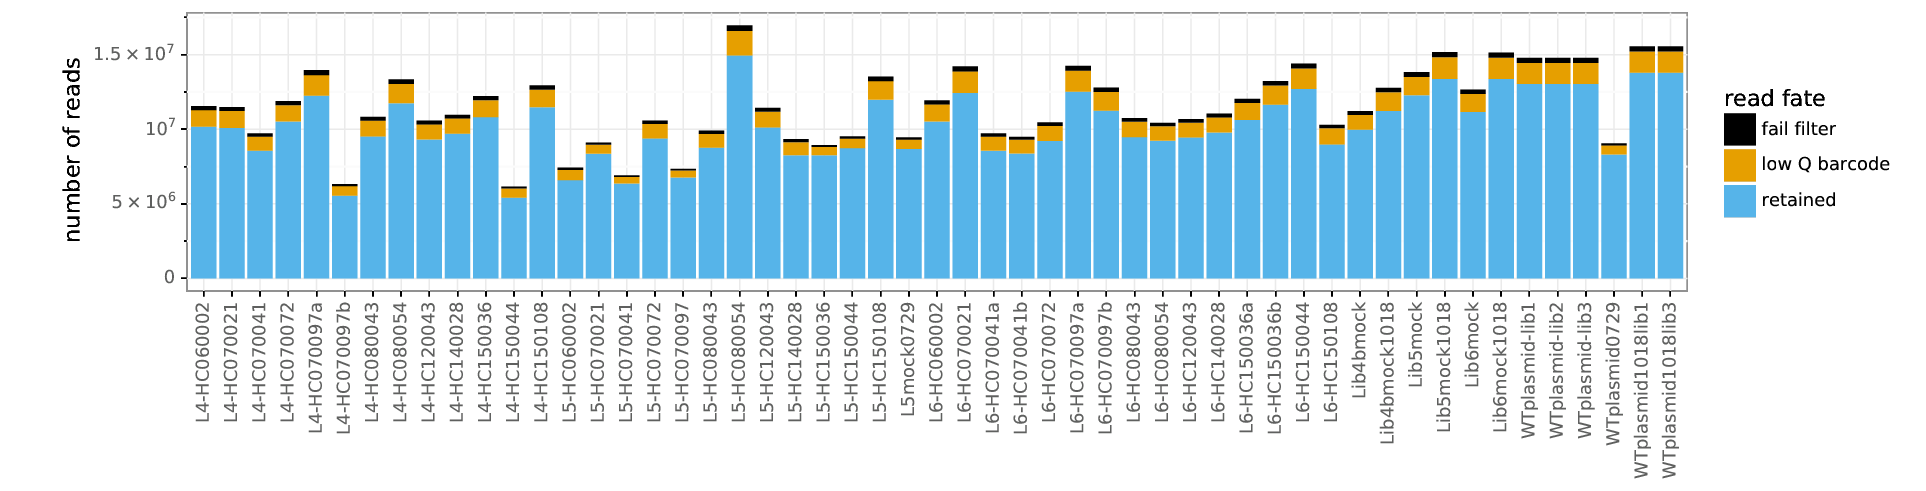 number of reads
1.5 × 10⁷
10⁷
5 × 10⁶
0
L4-HC060002
L4-HC070021
L4-HC070041
L4-HC070072
L4-HC070097a
L4-HC070097b
L4-HC080043
L4-HC080054
L4-HC120043
L4-HC140028
L4-HC150036
L4-HC150044
L4-HC150108
L5-HC060002
L5-HC070021
L5-HC070041
L5-HC070072
L5-HC070097
L5-HC080043
L5-HC080054
L5-HC120043
L5-HC140028
L5-HC150036
L5-HC150044
L5-HC150108
L5mock0729
L6-HC060002
L6-HC070021
L6-HC070041a
L6-HC070041b
L6-HC070072
L6-HC070097a
L6-HC070097b
L6-HC080043
L6-HC080054
L6-HC120043
L6-HC140028
L6-HC150036a
L6-HC150036b
L6-HC150044
L6-HC150108
Lib4bmock
Lib4bmock1018
Lib5mock
Lib5mock1018
Lib6mock
Lib6mock1018
WTplasmid-lib1
WTplasmid-lib2
WTplasmid-lib3
WTplasmid0729
WTplasmid1018lib1
WTplasmid1018lib3
read fate
fail filter
low Q barcode
retained